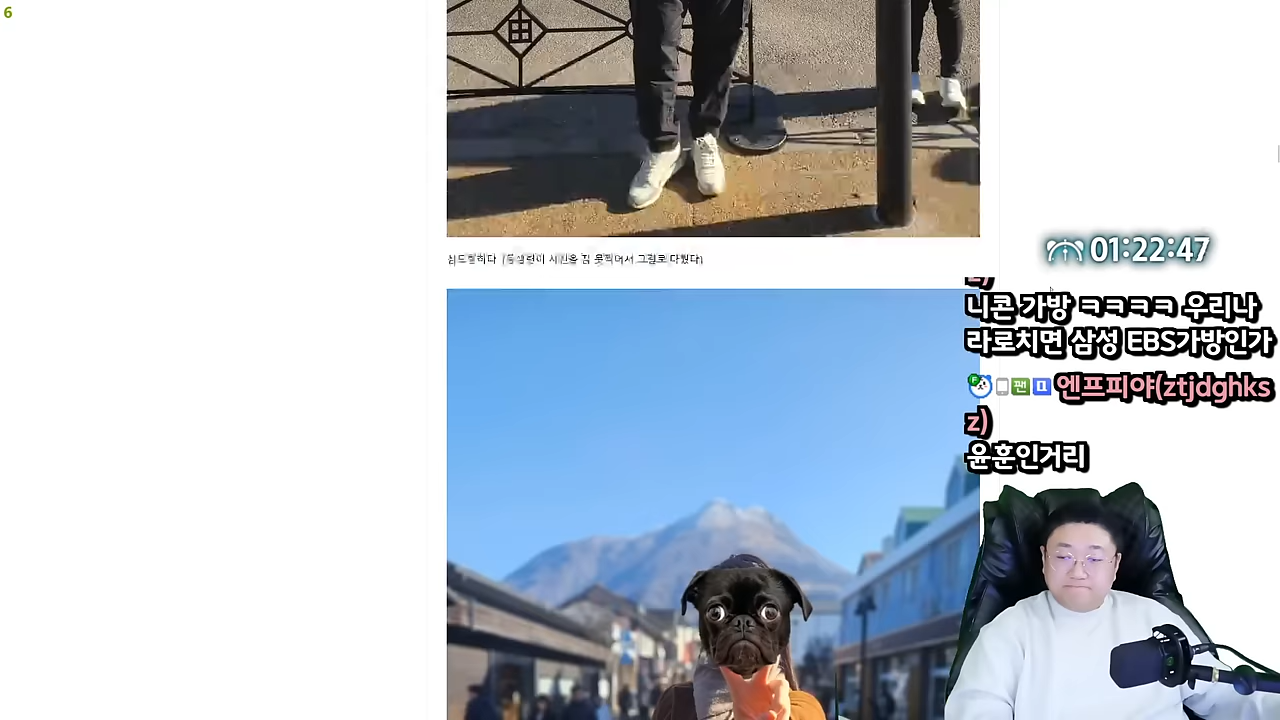 6
01:22:47
z)
니콘 가방 ㅋㅋㅋㅋ 우리나
라로치면 삼성 EBS가방인가
엔프피야(ztjdghks
z)
윤훈인거리